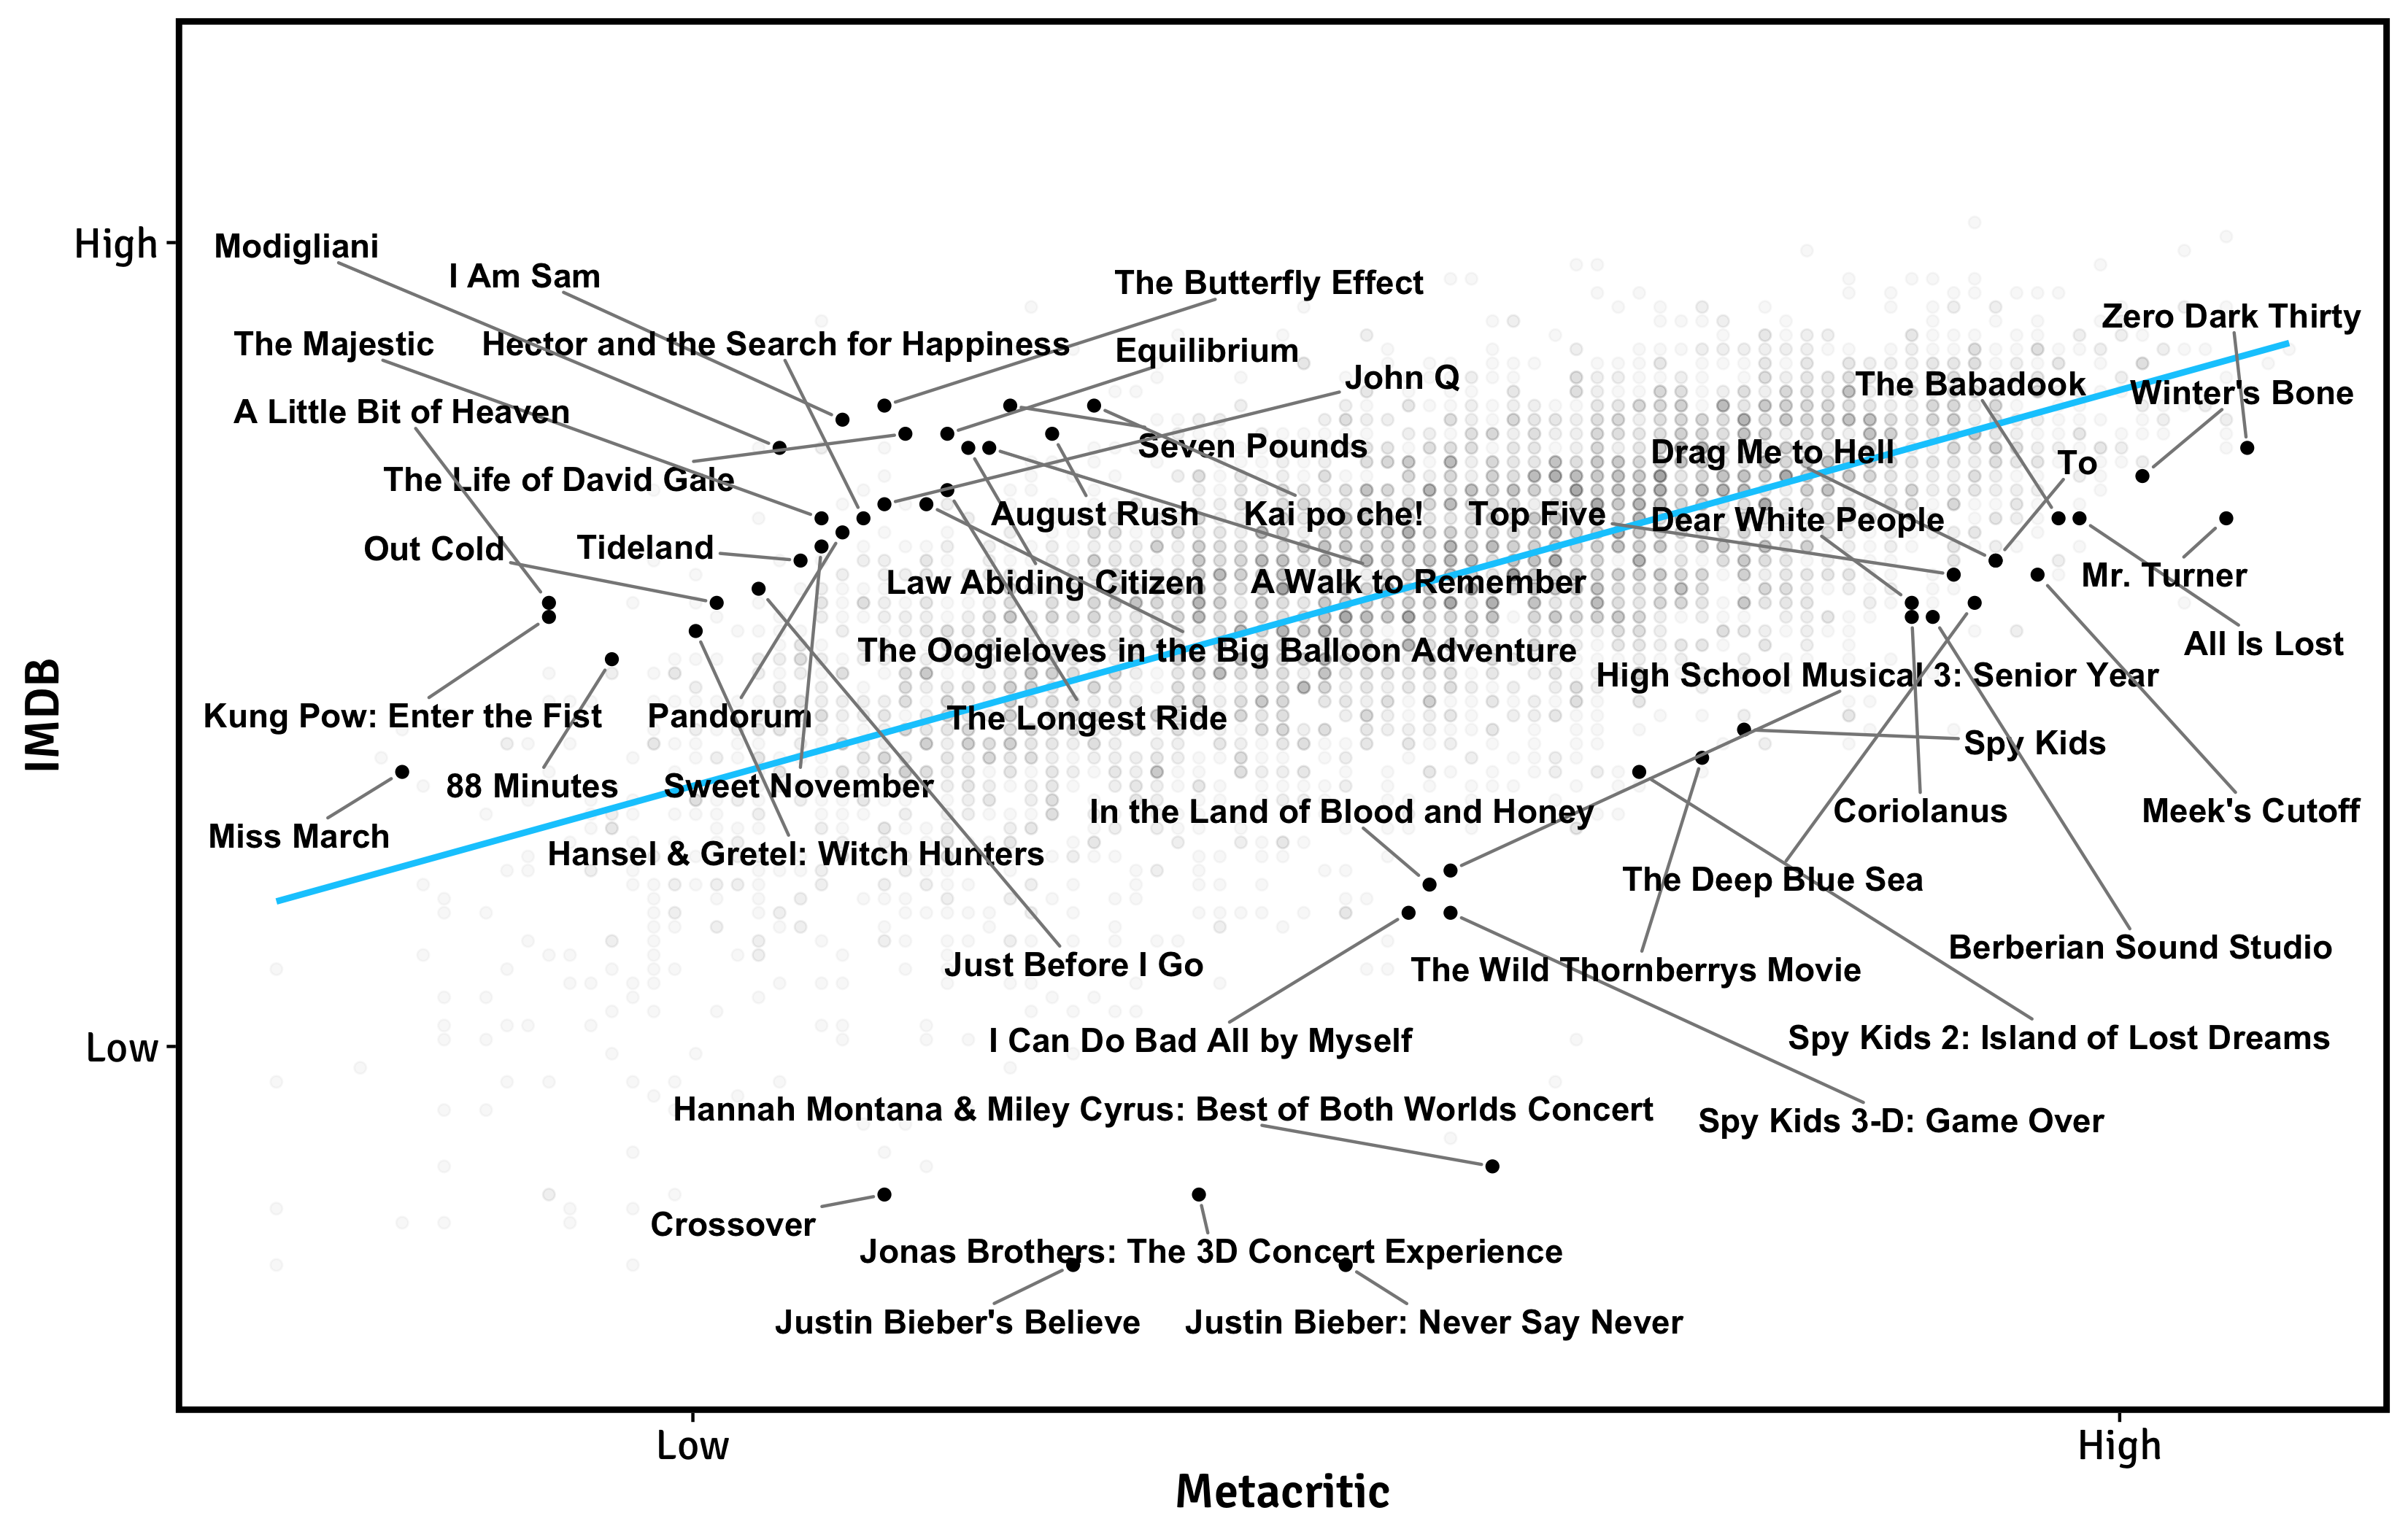 High
Modigliani
I Am Sam
The Butterfly Effect
Zero Dark Thirty
The Majestic
Hector and the Search for Happiness
Equilibrium
John Q
The Babadook
Winter's Bone
A Little Bit of Heaven
Seven Pounds
Drag Me to Hell
To
The Life of David Gale
August Rush
Kai po che!
Top Five
Dear White People
Out Cold
Tideland
Law Abiding Citizen
A Walk to Remember
Mr. Turner
The Oogieloves in the Big Balloon Adventure
All Is Lost
High School Musical 3: Senior Year
IMDB
Kung Pow: Enter the Fist
Pandorum
The Longest Ride
Spy Kids
88 Minutes
Sweet November
In the Land of Blood and Honey
Coriolanus
Meek's Cutoff
Miss March
Hansel & Gretel: Witch Hunters
The Deep Blue Sea
Just Before I Go
The Wild Thornberrys Movie
Berberian Sound Studio
Low
I Can Do Bad All by Myself
Spy Kids 2: Island of Lost Dreams
Hannah Montana & Miley Cyrus: Best of Both Worlds Concert
Spy Kids 3-D: Game Over
Crossover
Jonas Brothers: The 3D Concert Experience
Justin Bieber's Believe
Justin Bieber: Never Say Never
Low
High
Metacritic